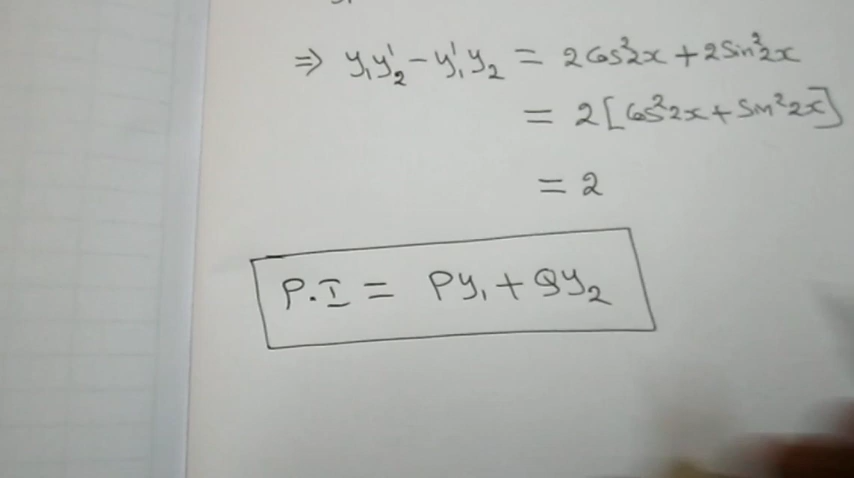 ⇒ y₁y₂' - y₁'y₂ = 2Cos²2x + 2Sin²2x
= 2[Cos²2x + Sin²2x]
= 2
P.I = Py₁ + Qy₂